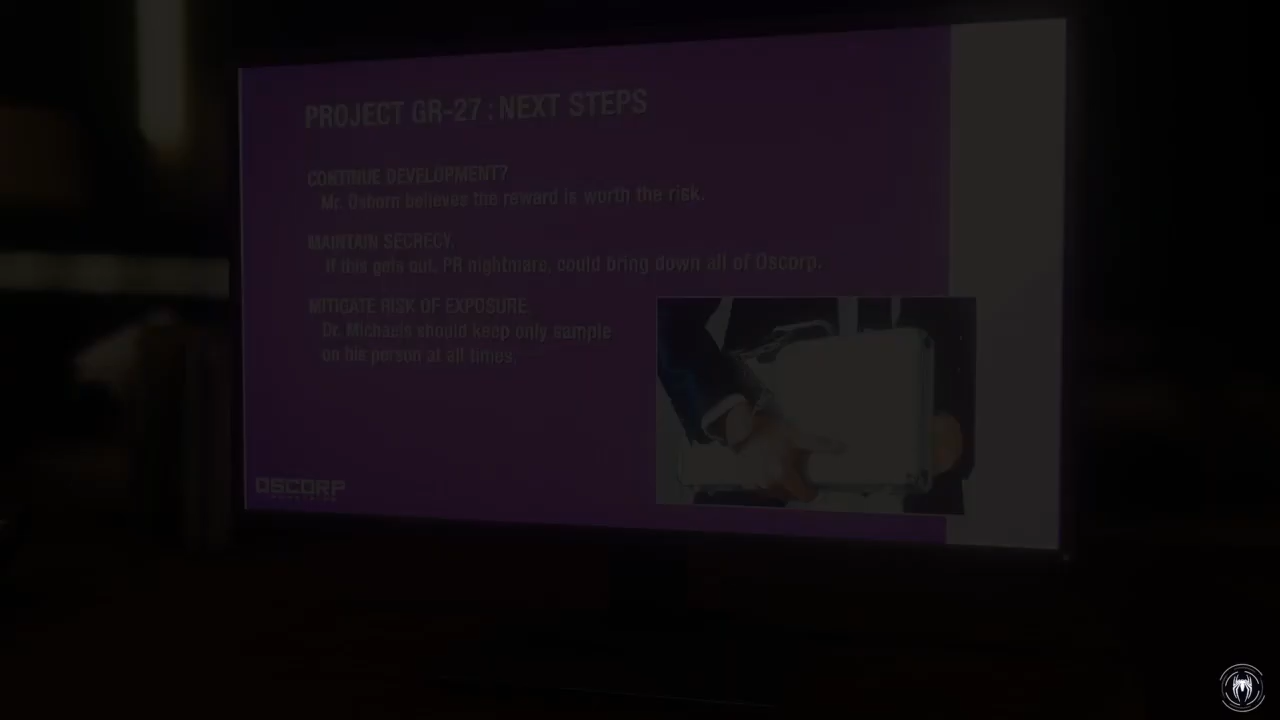 PROJECT GR-27 : NEXT STEPS
CONTINUE DEVELOPMENT?
Mr. Osborn believes the reward is worth the risk.
MAINTAIN SECRECY.
If this gets out, PR nightmare, could bring down all of Oscorp.
MITIGATE RISK OF EXPOSURE.
Dr. Michaels should keep only sample
on his person at all times.
OSCORP